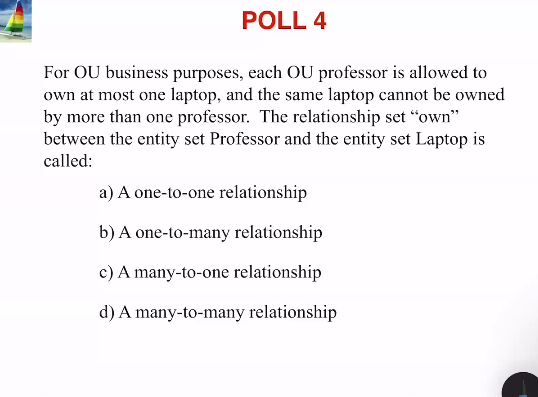 POLL 4
For OU business purposes, each OU professor is allowed to
own at most one laptop, and the same laptop cannot be owned
by more than one professor. The relationship set “own”
between the entity set Professor and the entity set Laptop is
called:
a) A one-to-one relationship
b) A one-to-many relationship
c) A many-to-one relationship
d) A many-to-many relationship